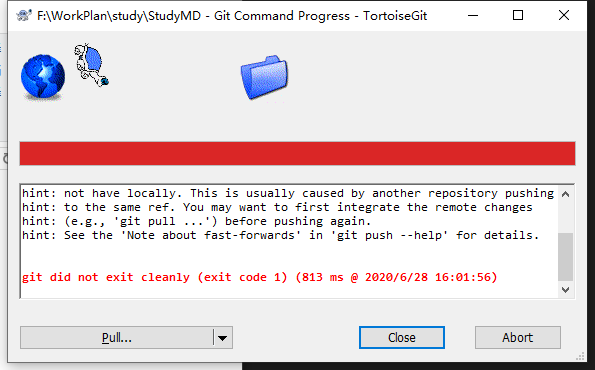 F:\WorkPlan\study\StudyMD - Git Command Progress - TortoiseGit
hint: not have locally. This is usually caused by another repository pushing
hint: to the same ref. You may want to first integrate the remote changes
hint: (e.g., 'git pull ...') before pushing again.
hint: See the 'Note about fast-forwards' in 'git push --help' for details.
git did not exit cleanly (exit code 1) (813 ms @ 2020/6/28 16:01:56)
Pull...
Close
Abort